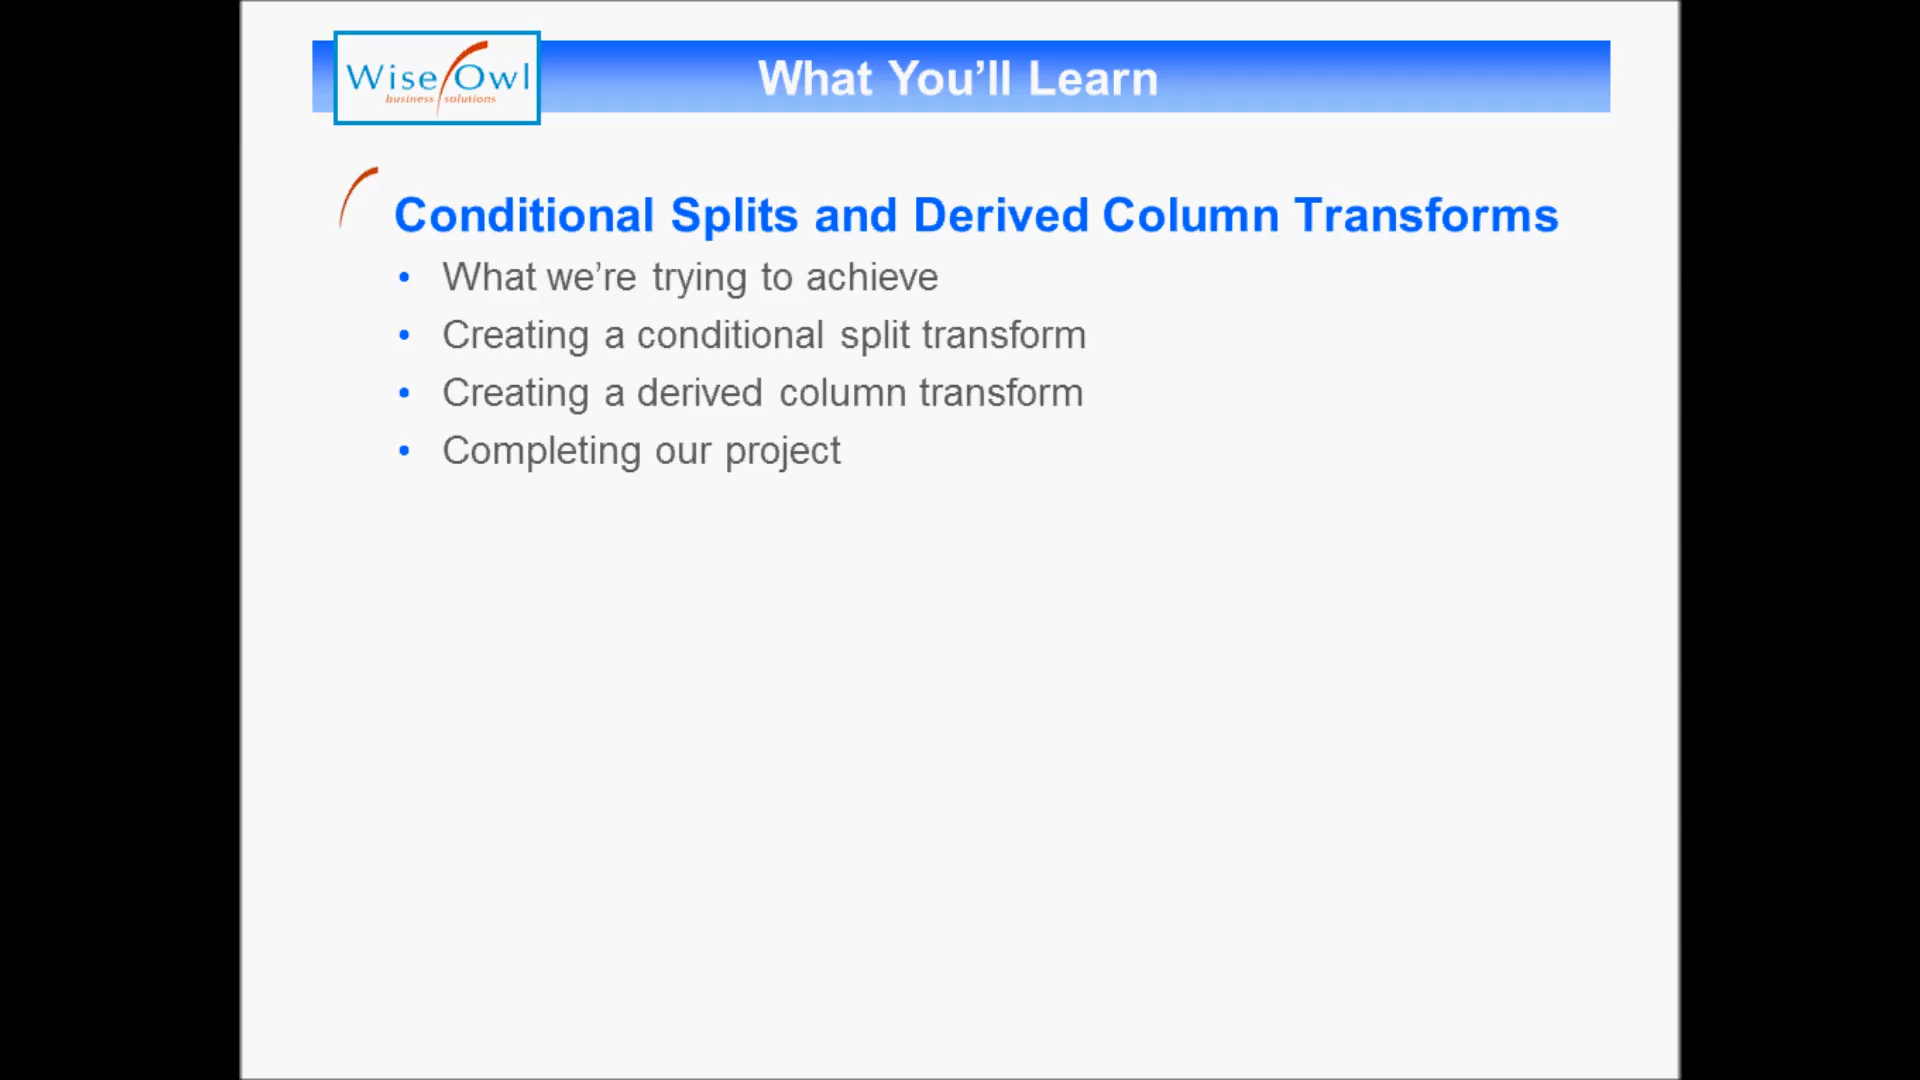 Wise Owl
business solutions
What You’ll Learn
Conditional Splits and Derived Column Transforms
• What we’re trying to achieve
• Creating a conditional split transform
• Creating a derived column transform
• Completing our project